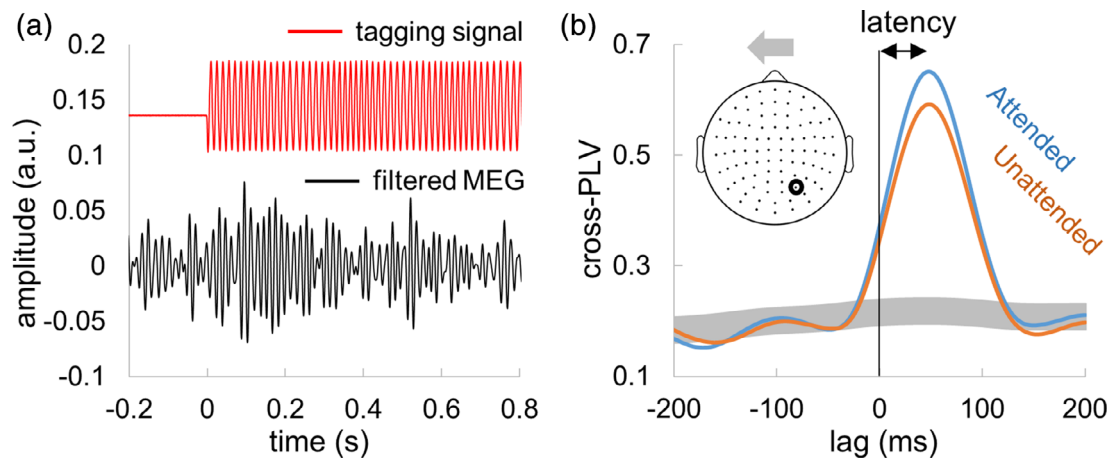 (a)
tagging signal
filtered MEG
amplitude (a.u.)
0.2
0.15
0.1
0.05
0
-0.05
-0.1
-0.2
0
0.2
0.4
0.6
0.8
time (s)
(b)
latency
Attended
Unattended
cross-PLV
0.7
0.5
0.3
0.1
-200
-100
0
100
200
lag (ms)